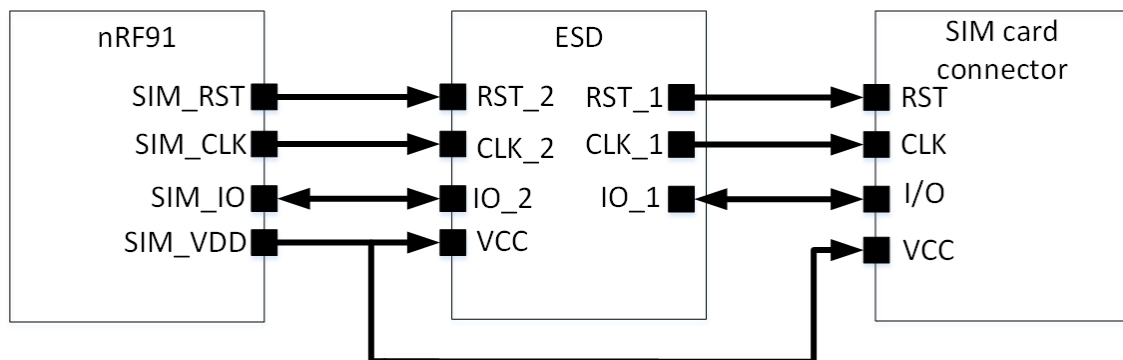 nRF91
SIM_RST
SIM_CLK
SIM_IO
SIM_VDD
ESD
RST_2
CLK_2
IO_2
VCC
RST_1
CLK_1
IO_1
SIM card
connector
RST
CLK
I/O
VCC